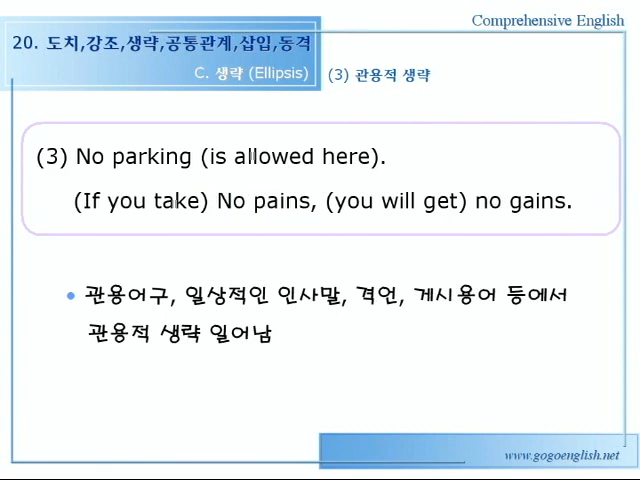 Comprehensive English
20. 도치,강조,생략,공통관계,삽입,동격
C. 생략 (Ellipsis)
(3) 관용적 생략
(3) No parking (is allowed here).
(If you take) No pains, (you will get) no gains.
• 관용어구, 일상적인 인사말, 격언, 게시용어 등에서
관용적 생략 일어남
www.gogoenglish.net